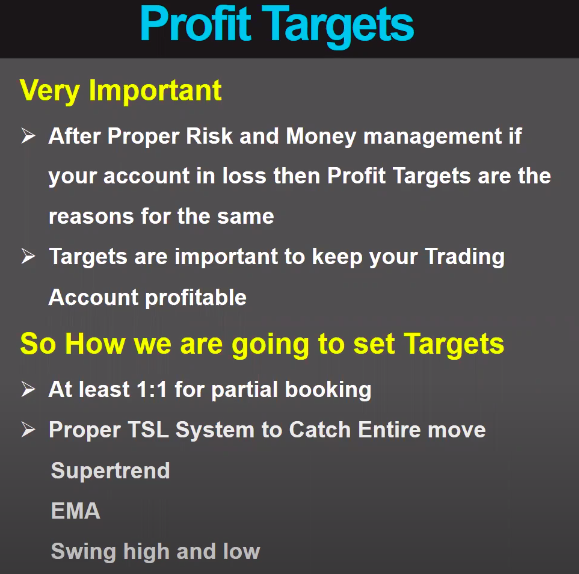 Profit Targets
Very Important
➢ After Proper Risk and Money management if
your account in loss then Profit Targets are the
reasons for the same
➢ Targets are important to keep your Trading
Account profitable
So How we are going to set Targets
➢ At least 1:1 for partial booking
➢ Proper TSL System to Catch Entire move
Supertrend
EMA
Swing high and low